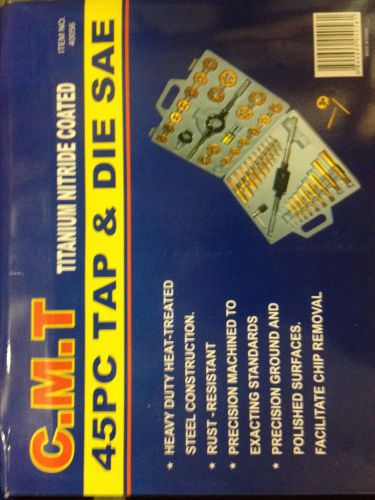 ITEM NO.
40096
C.M.T
TITANIUM NITRIDE COATED
45PC TAP & DIE SAE
★ HEAVY DUTY HEAT-TREATED
STEEL CONSTRUCTION.
★ RUST -RESISTANT
★ PRECISION MACHINED TO
EXACTING STANDARDS
★ PRECISION GROUND AND
POLISHED SURFACES.
FACILITATE CHIP REMOVAL